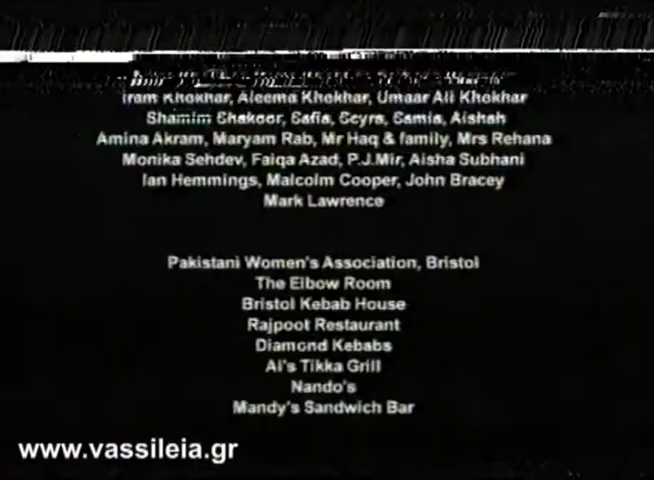 Iram Khokhar, Aleema Khokhar, Umaar Ali Khokhar
Shamim Shakoor, Safia, Seyra, Samia, Aishah
Amina Akram, Maryam Rab, Mr Haq & family, Mrs Rehana
Monika Sehdev, Faiqa Azad, P.J.Mir, Aisha Subhani
Ian Hemmings, Malcolm Cooper, John Bracey
Mark Lawrence
Pakistani Women's Association, Bristol
The Elbow Room
Bristol Kebab House
Rajpoot Restaurant
Diamond Kebabs
Al's Tikka Grill
Nando's
Mandy's Sandwich Bar
www.vassileia.gr